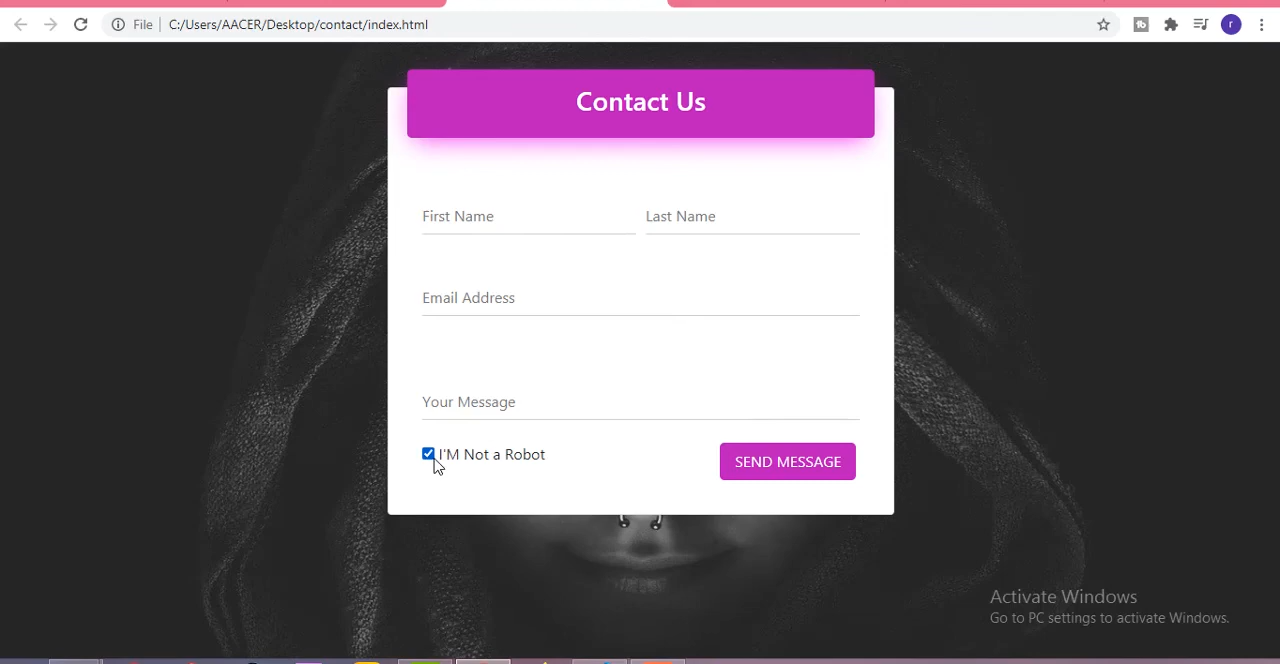 File
C:/Users/AACER/Desktop/contact/index.html
r
Contact Us
First Name
Last Name
Email Address
Your Message
I'M Not a Robot
SEND MESSAGE
Activate Windows
Go to PC settings to activate Windows.